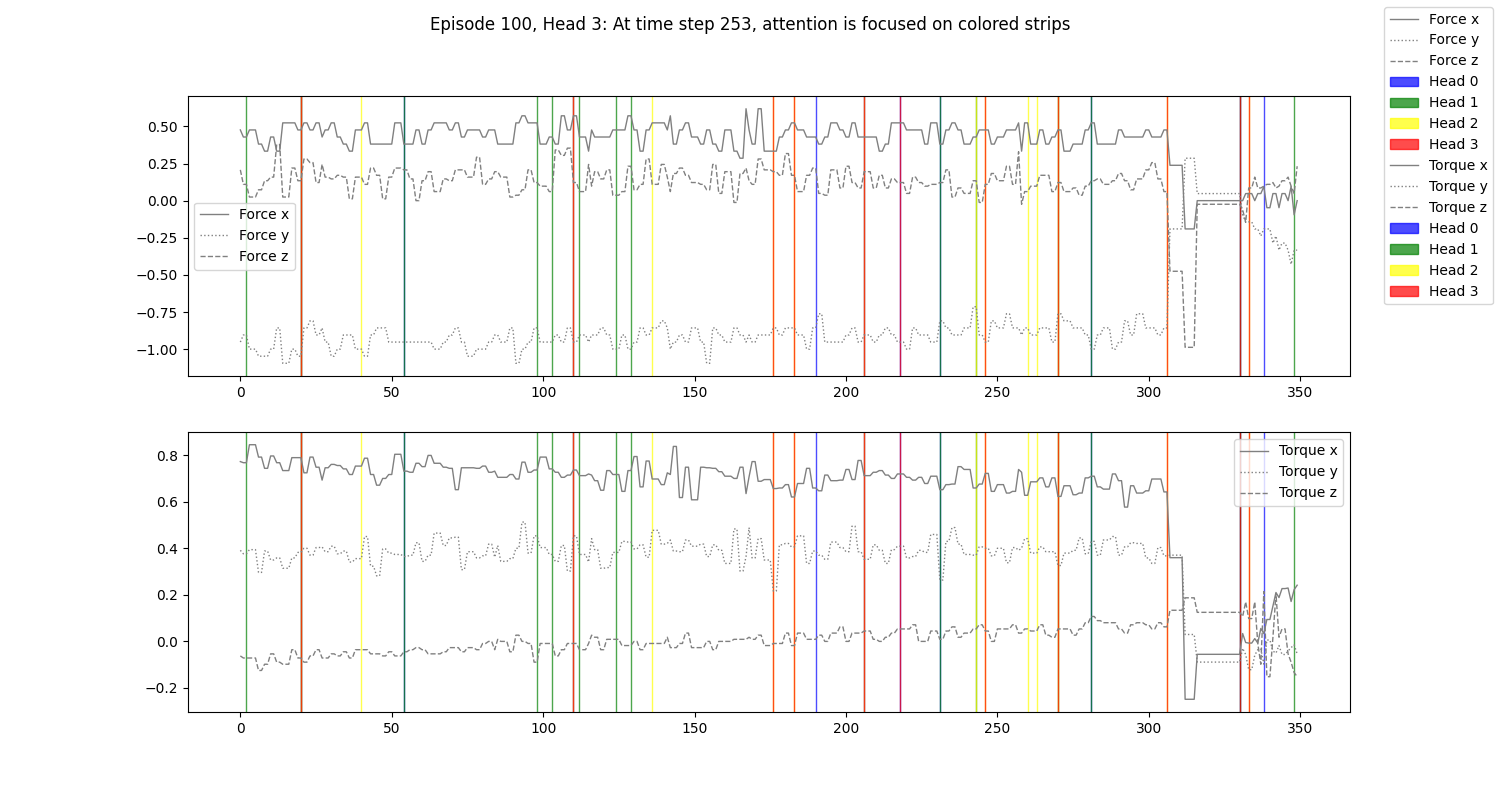 Episode 100, Head 3: At time step 253, attention is focused on colored strips
Force x
Force y
Force z
Head 0
Head 1
Head 2
Head 3
Torque x
Torque y
Torque z
Head 0
Head 1
Head 2
Head 3
0.50
0.25
0.00
−0.25
−0.50
−0.75
−1.00
Force x
Force y
Force z
0 50 100 150 200 250 300 350
0.8
0.6
0.4
0.2
0.0
−0.2
Torque x
Torque y
Torque z
0 50 100 150 200 250 300 350